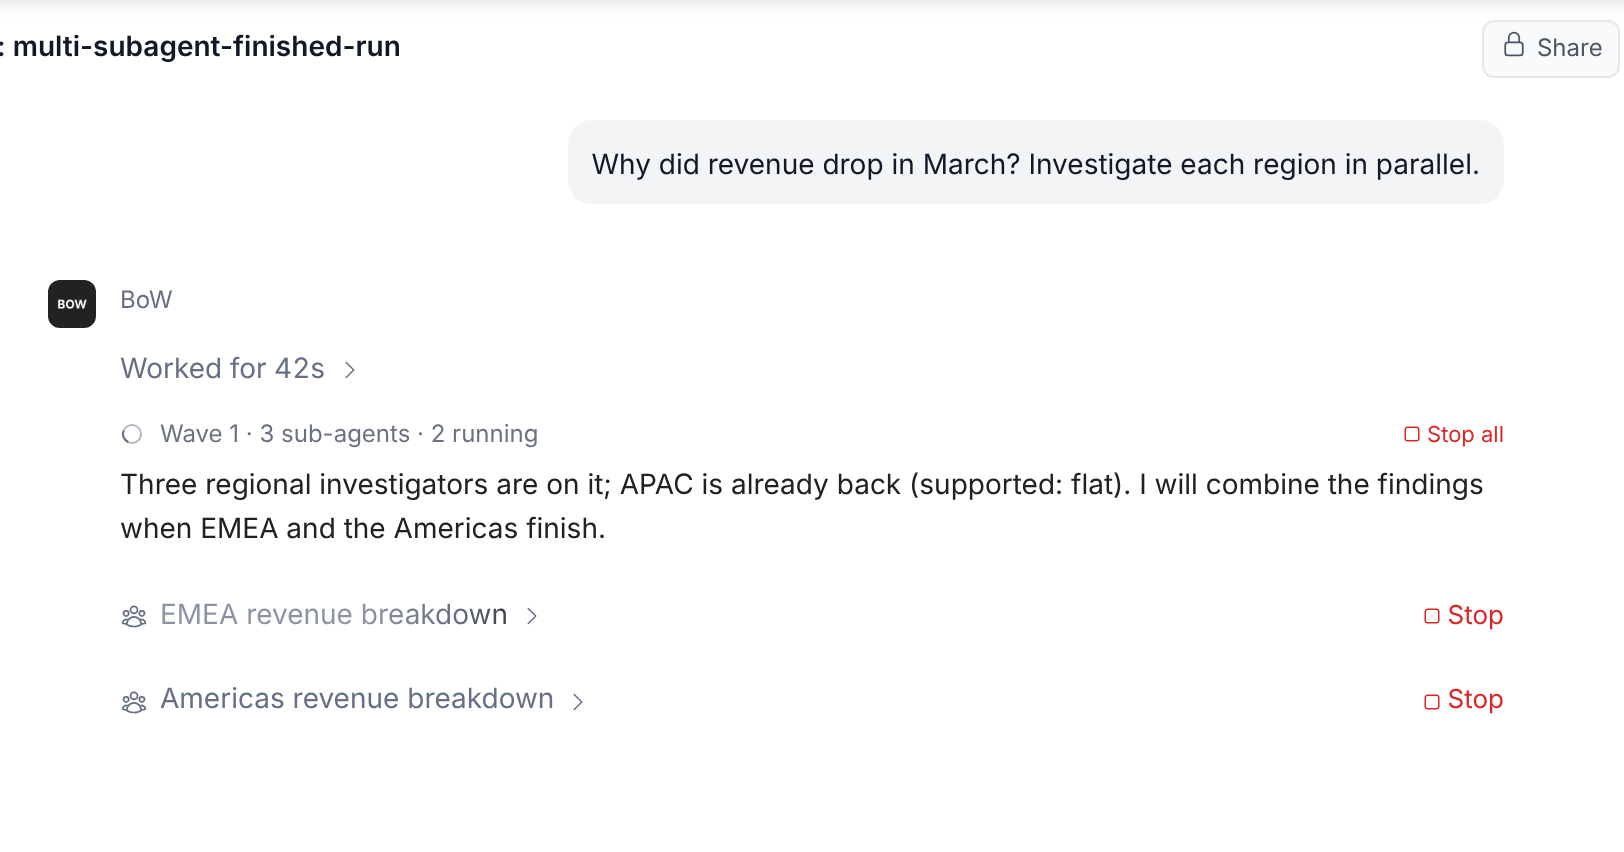 : multi-subagent-finished-run
Share
Why did revenue drop in March? Investigate each region in parallel.
BOW
BoW
Worked for 42s
Wave 1 · 3 sub-agents · 2 running
Stop all
Three regional investigators are on it; APAC is already back (supported: flat). I will combine the findings
when EMEA and the Americas finish.
EMEA revenue breakdown
Stop
Americas revenue breakdown
Stop